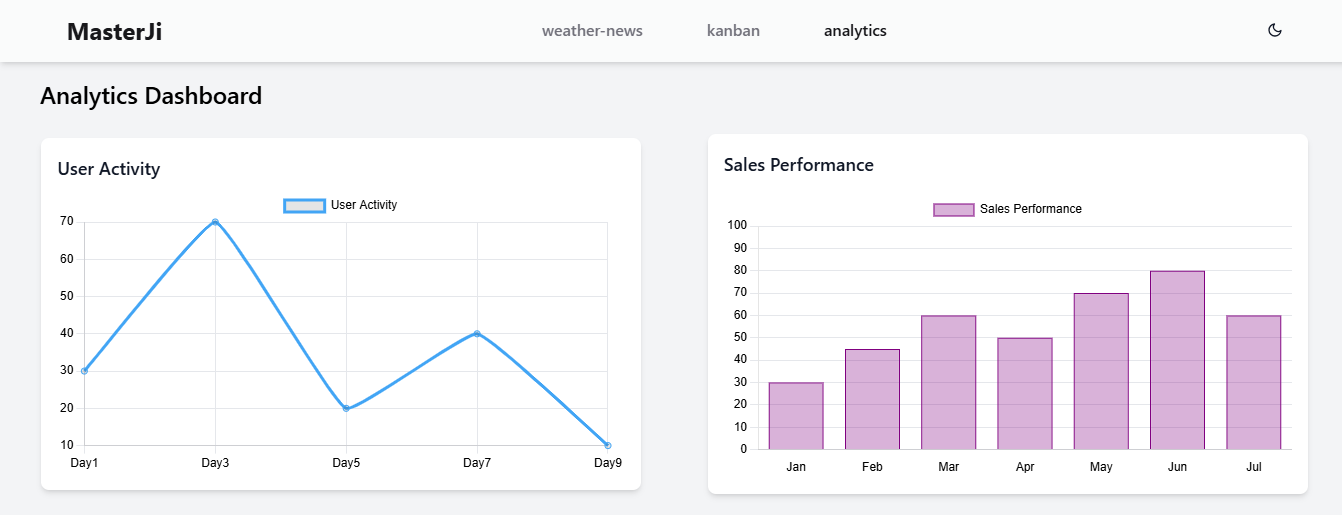 MasterJi
weather-news kanban analytics
Analytics Dashboard
User Activity
User Activity
70
60
50
40
30
20
10
Day1 Day3 Day5 Day7 Day9
Sales Performance
Sales Performance
100
90
80
70
60
50
40
30
20
10
0
Jan Feb Mar Apr May Jun Jul